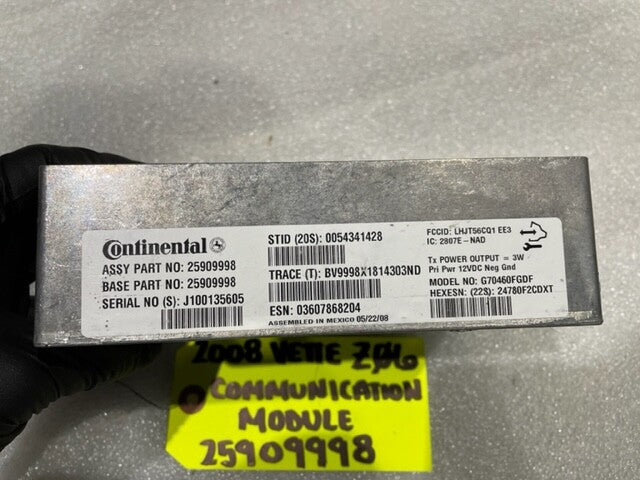 Continental
ASSY PART NO: 25909998
BASE PART NO: 25909998
SERIAL NO (S): J100135605
STID (20S): 0054341428
TRACE (T): BV9998X1814303ND
ESN: 03607868204
ASSEMBLED IN MEXICO 05/22/08
FCCID: LHJT56CQ1 EE3
IC: 2807E-NAD
Tx POWER OUTPUT = 3W
Pri Pwr 12VDC Neg Gnd
MODEL NO: G70460FGDF
HEXESN: (22S): 24780F2CDXT
2008 VETTE Z06
COMMUNICATION
MODULE
25909998